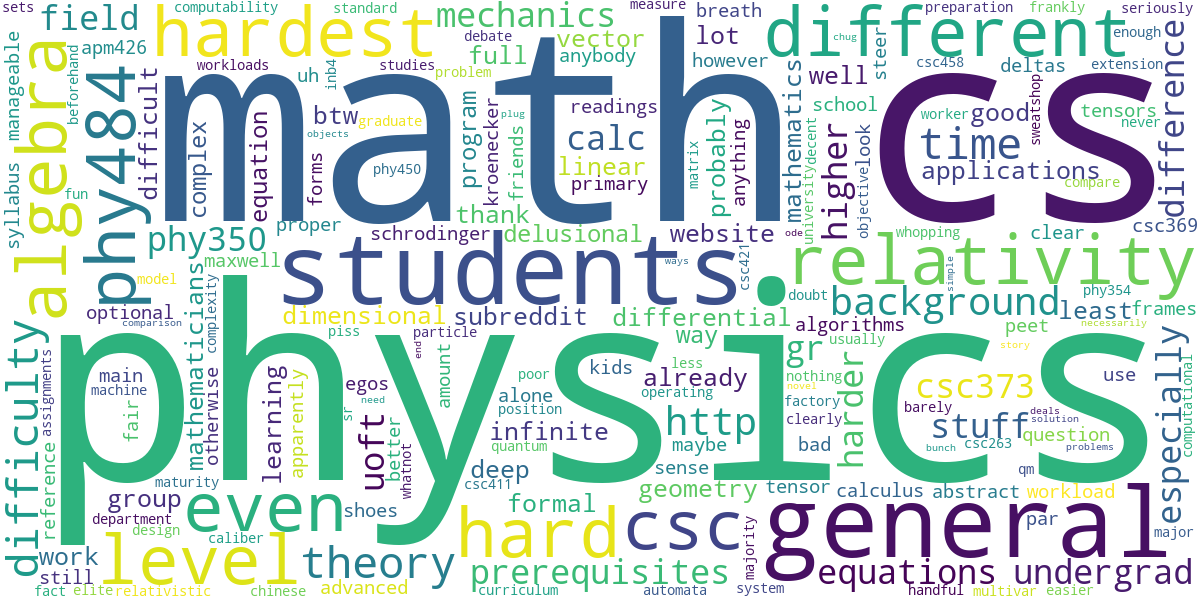 sets
computability
standard
measure
breath
preparation
frankly
seriously
field
hardest
mechanics
different
algebra
apm426
debate
full
vector
anybody
lot
chug
enough
manageable
beforehand
phy484
difficult
workloads
uh
inb4
studies
problem
math
however
mathematics
well
steer
csc458
cs
deltas
extension
difference
btw
graduate
objects
program
kroenecker
plug
friends
readings
calc
linear
primary
matrix
probably
anything
school
worker
good
sweatshop
tensors
never
time
applications
compare
complex
equation
forms
phy450
higher
objectivelook
universitydecent
syllabus
fun
proper
thank
ode
phy350
schrodinger
delusional
website
whopping
clear
csc369
maxwell
students
ways
csc421
relativity
model
simple
phy354
optional
mathematicians
complexity
dimensional
subreddit
differential
doubt
background
least
frames
comparison
difficulty
piss
particle
way
algorithms
peet
necessarily
main
machine
otherwise
learning
apparently
end
physics
less
gr
usually
story
especially
computational
assignments
fair
egos
amount
poor
kids
already
nothing
harder
csc373
use
sr
need
alone
operating
novel
factory
barely
deals
uoft
better
position
http
clearly
stuff
solution
infinite
maybe
bad
csc263
question
bunch
problems
reference
quantum
whatnot
deep
sense
qm
maturity
csc411
geometry
tensor
calculus
abstract
workload
group
even
shoes
formal
department
design
hard
csc
majority
general
par
major
work
caliber
level
theory
still
prerequisites
equations
undergrad
fact
elite
relativistic
chinese
advanced
curriculum
automata
system
handful
multivar
easier